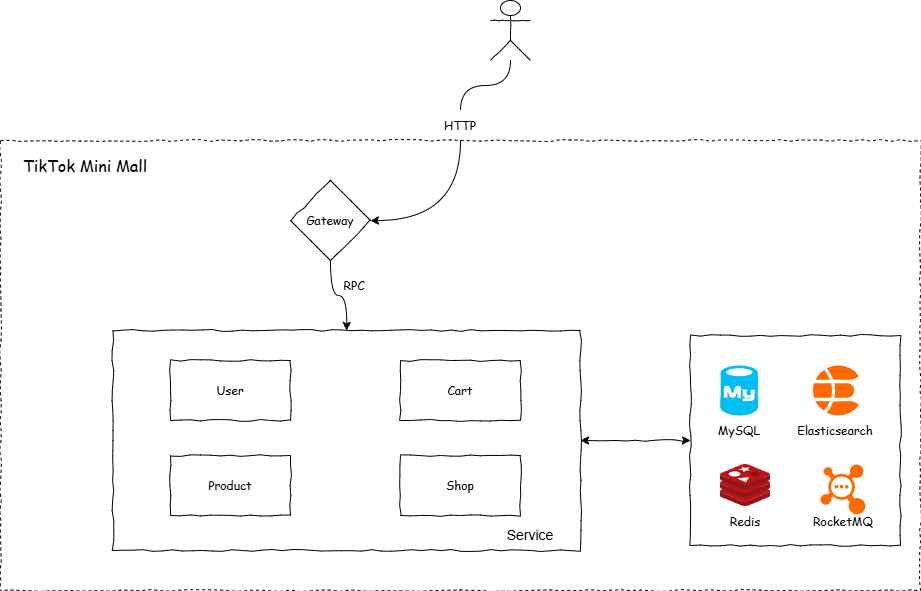 HTTP
TikTok Mini Mall
Gateway
RPC
User
Cart
Product
Shop
Service
My
MySQL
Elasticsearch
Redis
RocketMQ